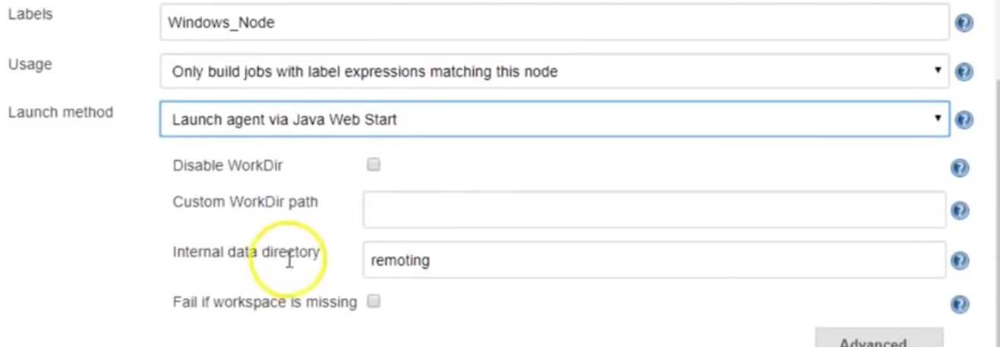 Labels
Windows_Node
Usage
Only build jobs with label expressions matching this node
Launch method
Launch agent via Java Web Start
Disable WorkDir
Custom WorkDir path
Internal data directory
remoting
Fail if workspace is missing
Advanced...